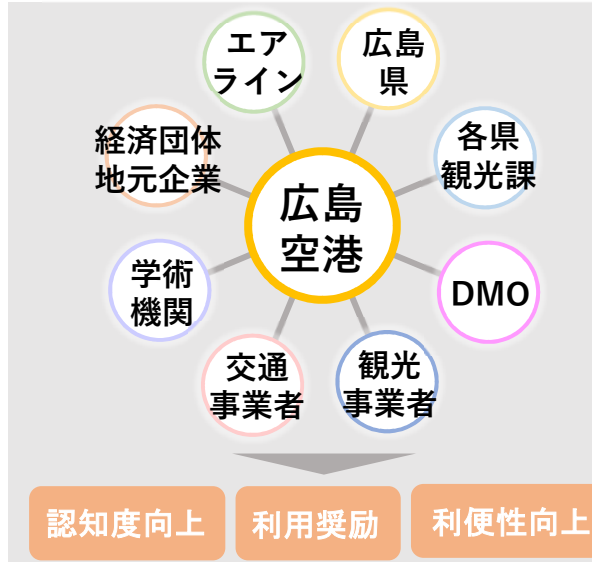 エア
ライン
広島
県
経済団体
地元企業
各県
観光課
広島
空港
学術
機関
DMO
交通
事業者
観光
事業者
認知度向上
利用奨励
利便性向上